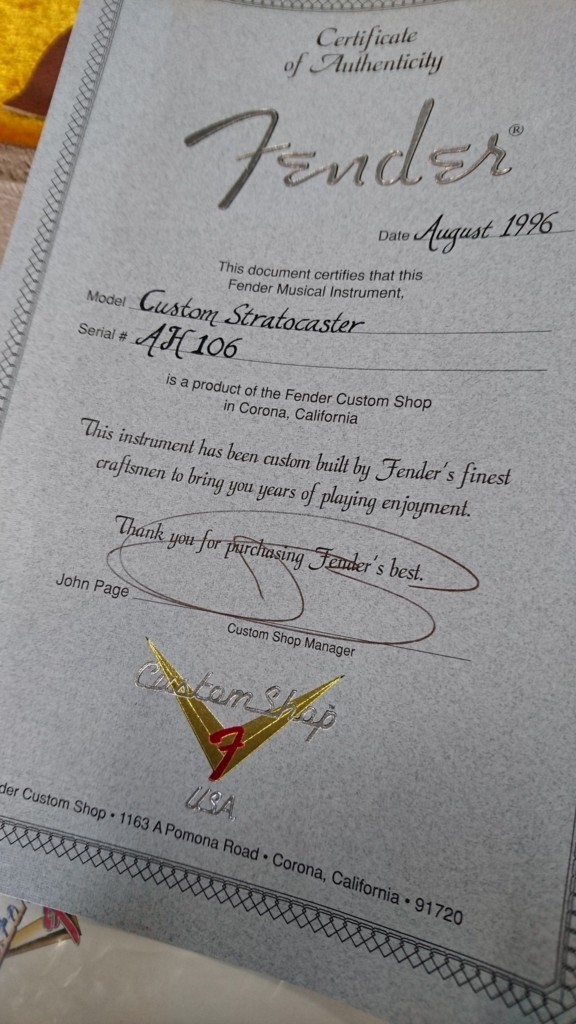 Certificate
of Authenticity
Fender®
Date August 1996
This document certifies that this
Fender Musical Instrument,
Model Custom Stratocaster
Serial # AH 106
is a product of the Fender Custom Shop
in Corona, California
This instrument has been custom built by Fender's finest
craftsmen to bring you years of playing enjoyment.
Thank you for purchasing Fender's best.
John Page
Custom Shop Manager
Custom Shop
F
USA
der Custom Shop • 1163 A Pomona Road • Corona, California • 91720